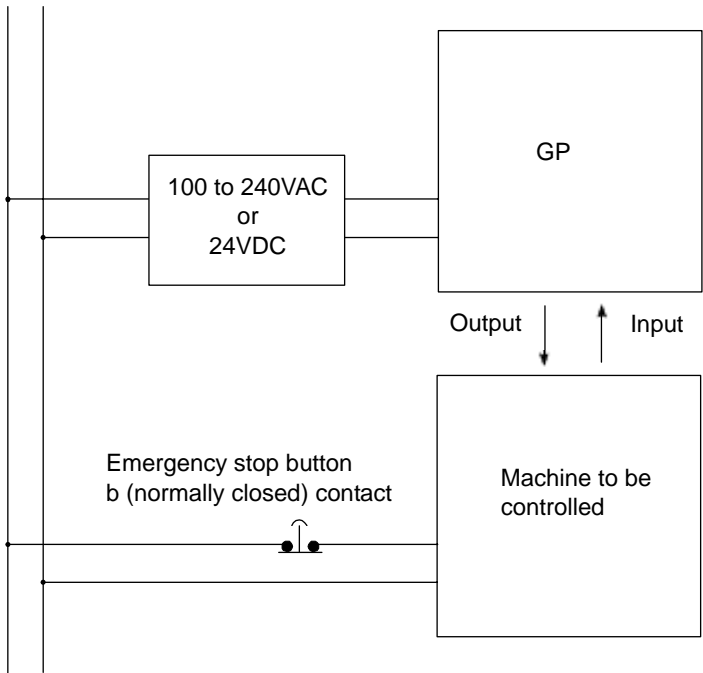 GP
100 to 240VAC
or
24VDC
Output
Input
Emergency stop button
b (normally closed) contact
Machine to be
controlled